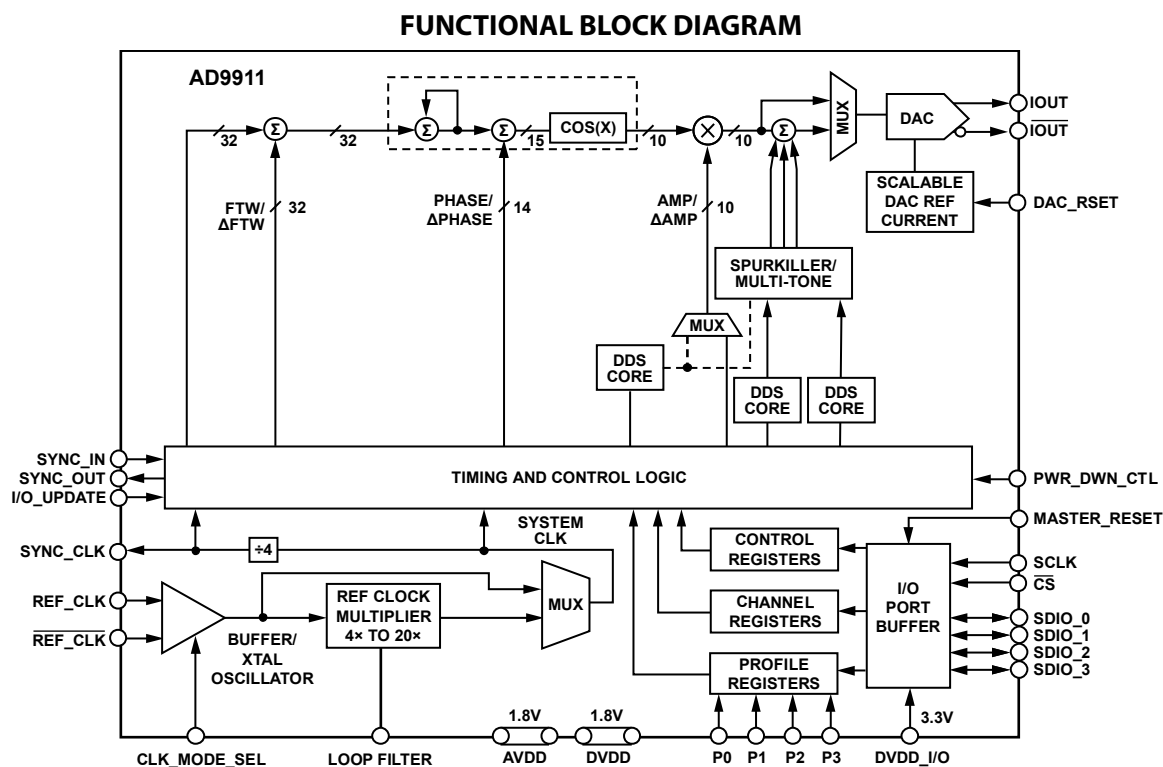 FUNCTIONAL BLOCK DIAGRAM
AD9911
32
Σ
32
Σ
Σ
15
COS(X)
10
10
Σ
MUX
DAC
IOUT
IOUT
SCALABLE
DAC REF
CURRENT
DAC_RSET
FTW/
ΔFTW
32
PHASE/
ΔPHASE
14
AMP/
ΔAMP
10
SPURKILLER/
MULTI-TONE
MUX
DDS
CORE
DDS
CORE
DDS
CORE
SYNC_IN
SYNC_OUT
I/O_UPDATE
TIMING AND CONTROL LOGIC
PWR_DWN_CTL
MASTER_RESET
SYNC_CLK
÷4
SYSTEM
CLK
CONTROL
REGISTERS
SCLK
CS
REF_CLK
REF_CLK
BUFFER/
XTAL
OSCILLATOR
REF CLOCK
MULTIPLIER
4× TO 20×
MUX
CHANNEL
REGISTERS
I/O
PORT
BUFFER
SDIO_0
SDIO_1
SDIO_2
SDIO_3
PROFILE
REGISTERS
1.8V
1.8V
3.3V
CLK_MODE_SEL
LOOP FILTER
AVDD
DVDD
P0
P1
P2
P3
DVDD_I/O